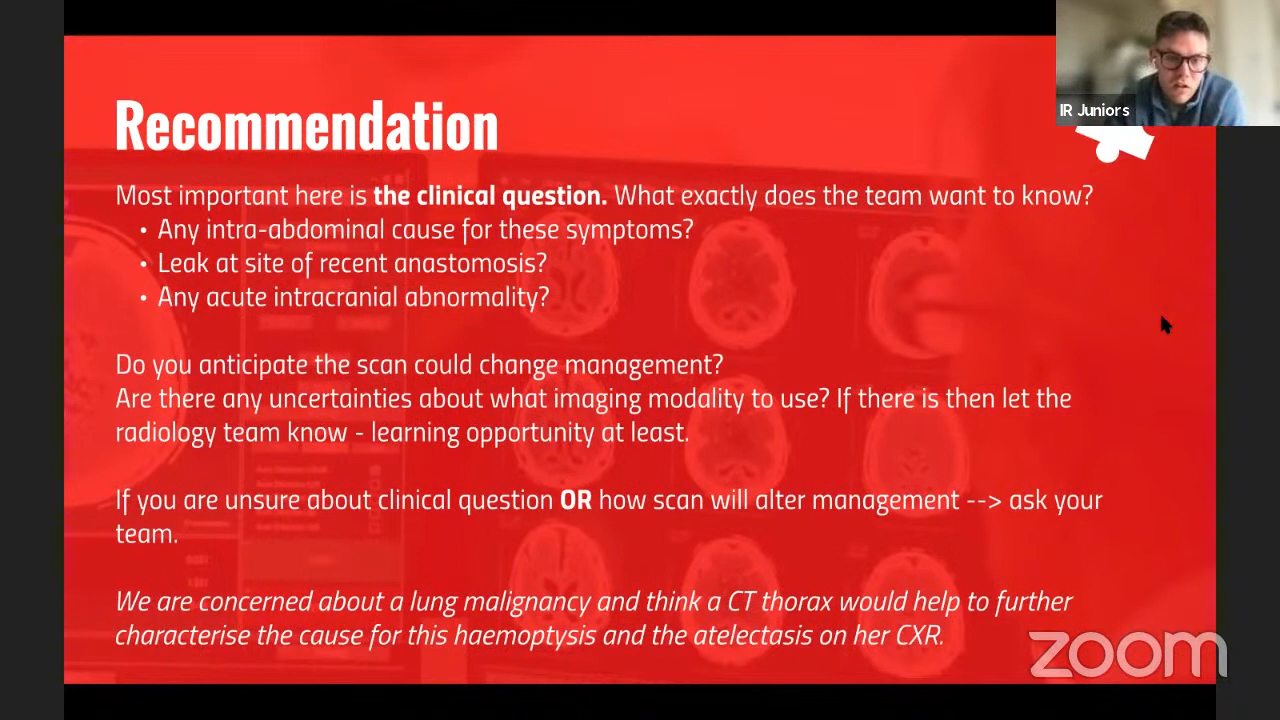 IR Juniors
Recommendation
Most important here is the clinical question. What exactly does the team want to know?
• Any intra-abdominal cause for these symptoms?
• Leak at site of recent anastomosis?
• Any acute intracranial abnormality?
Do you anticipate the scan could change management?
Are there any uncertainties about what imaging modality to use? If there is then let the
radiology team know - learning opportunity at least.
If you are unsure about clinical question OR how scan will alter management --> ask your
team.
We are concerned about a lung malignancy and think a CT thorax would help to further
characterise the cause for this haemoptysis and the atelectasis on her CXR.
zoom